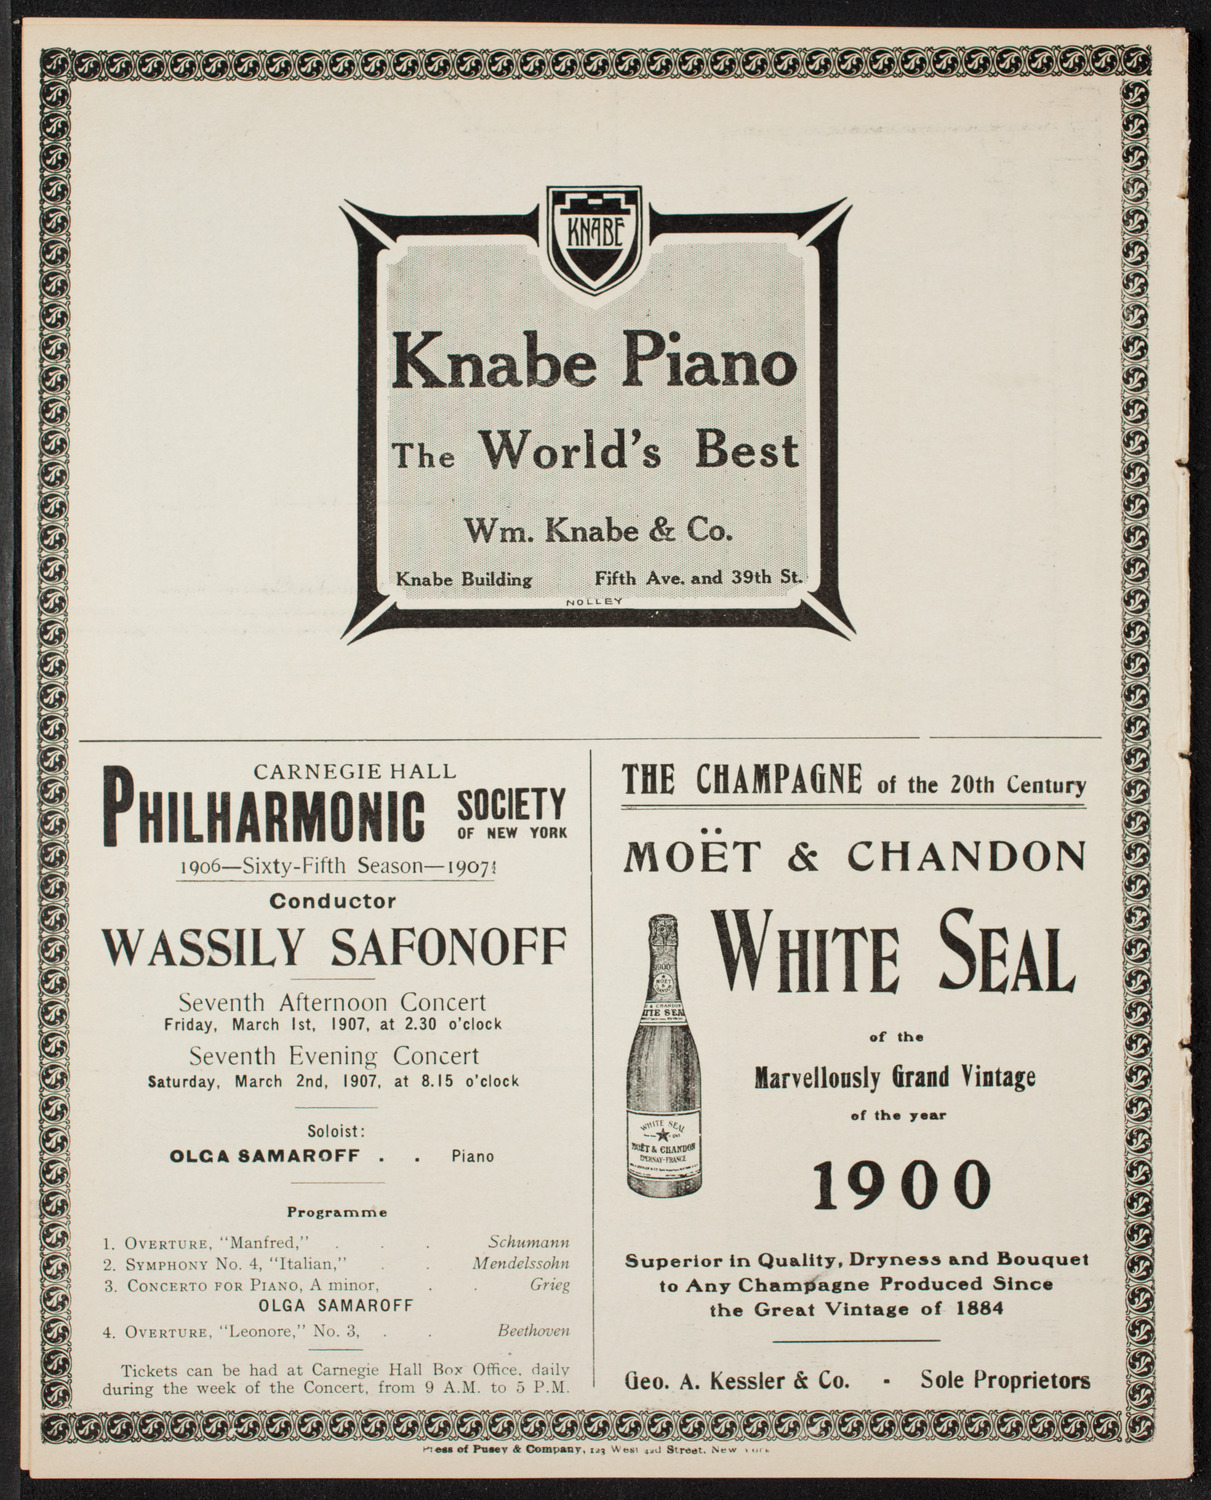 KNABE
Knabe Piano
The World's Best
Wm. Knabe & Co.
Knabe Building Fifth Ave. and 39th St.
NOLLEY
CARNEGIE HALL
PHILHARMONIC SOCIETY
OF NEW YORK
1906—Sixty-Fifth Season—1907
Conductor
WASSILY SAFONOFF
Seventh Afternoon Concert
Friday, March 1st, 1907, at 2.30 o'clock
Seventh Evening Concert
Saturday, March 2nd, 1907, at 8.15 o'clock
Soloist:
OLGA SAMAROFF . . Piano
Programme
1. OVERTURE, "Manfred," . . . Schumann
2. SYMPHONY No. 4, "Italian," . . Mendelssohn
3. CONCERTO FOR PIANO, A minor, . . Grieg
OLGA SAMAROFF
4. OVERTURE, "Leonore," No. 3, . . Beethoven
Tickets can be had at Carnegie Hall Box Office, daily
during the week of the Concert, from 9 A.M. to 5 P.M.
THE CHAMPAGNE of the 20th Century
MOËT & CHANDON
WHITE SEAL
of the
Marvellously Grand Vintage
of the year
1900
1900
MOËT
& CHANDON
ITE SEA
WHITE SEAL
MOËT & CHANDON
EPERNAY-FRANCE
Superior in Quality, Dryness and Bouquet
to Any Champagne Produced Since
the Great Vintage of 1884
Geo. A. Kessler & Co. - Sole Proprietors
Press of Pusey & Company, 123 West 42d Street, New York